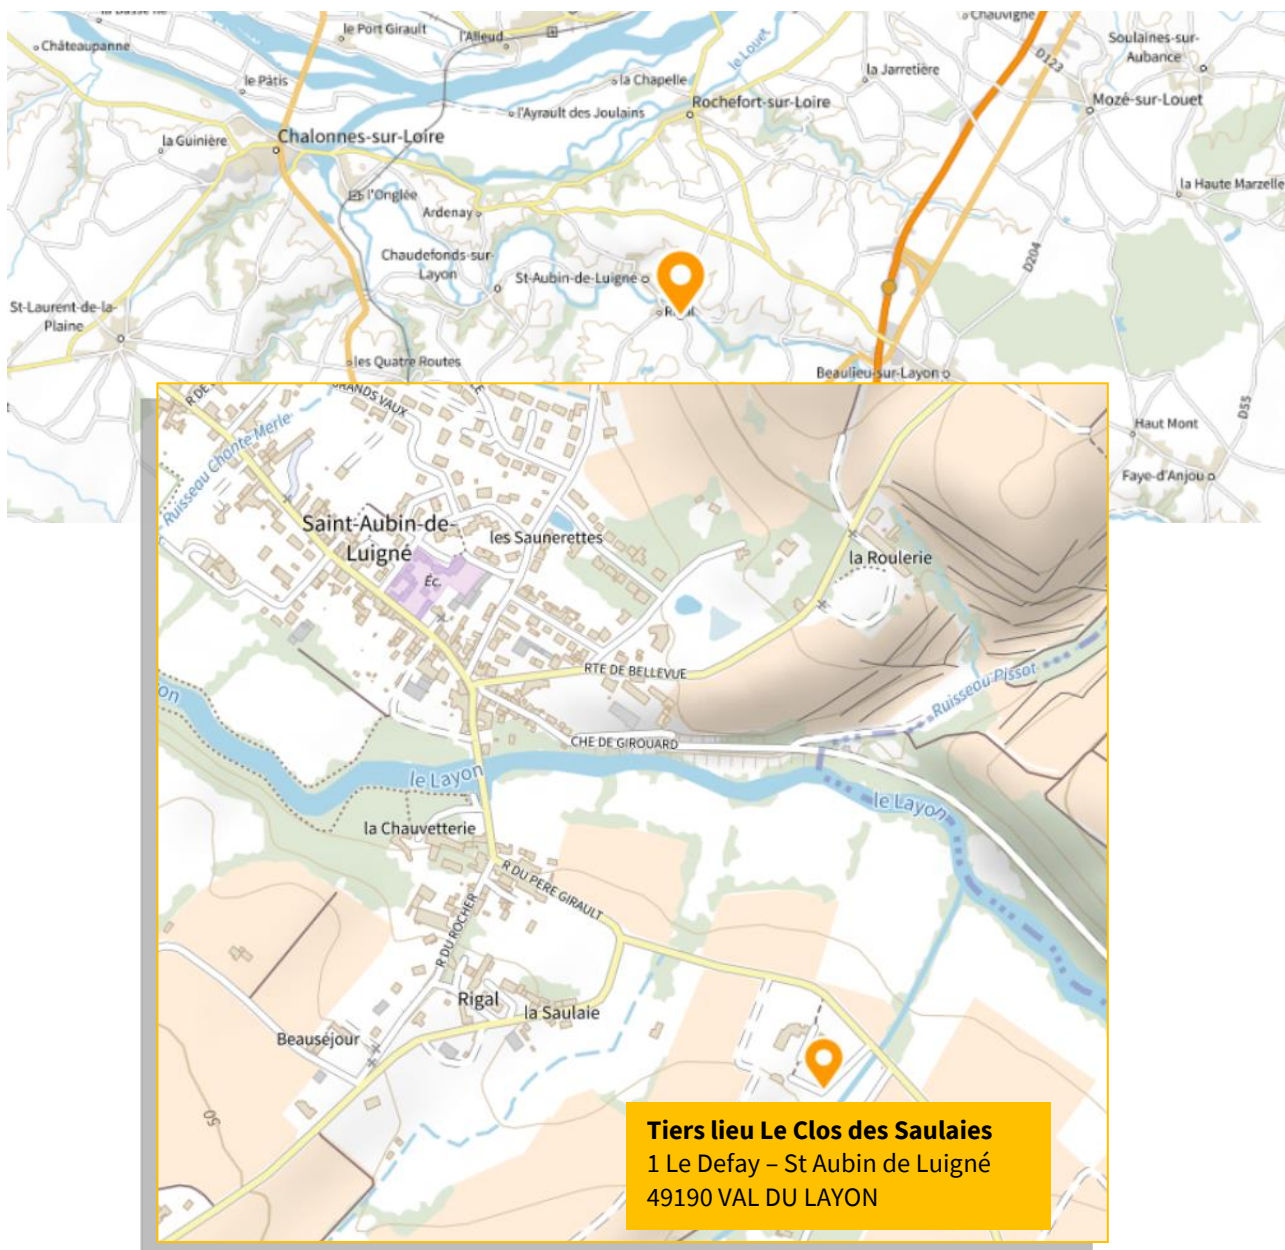 le Port Girault
l'Alleud
Chauvigné
Soulaines-sur-
Aubance
Châteaupanne
le Pâtis
la Chapelle
le Louet
la Jarretière
D123
Mozé-sur-Louet
Rochefort-sur-Loire
l'Ayrault des Joulains
la Guinière
Chalonnes-sur-Loire
l'Onglée
Ardenay
la Haute Marzelle
Chaudefonds-sur-
Layon
St-Aubin-de-Luigné
D204
St-Laurent-de-la-
Plaine
les Quatre Routes
Beaulieu-sur-Layon
D55
Haut Mont
Faye-d'Anjou
GRANDS VAUX
R DE
Ruisseau Chante Merle
Saint-Aubin-de-
Luigné
les Saunerettes
Éc.
la Roulerie
RTE DE BELLEVUE
Ruisseau Pissot
CHE DE GIROUARD
le Layon
le Layon
la Chauvetterie
R DU PERE GIRAULT
R DU ROCHER
Rigal
la Saulaie
Beauséjour
50
Tiers lieu Le Clos des Saulaies
1 Le Defay – St Aubin de Luigné
49190 VAL DU LAYON